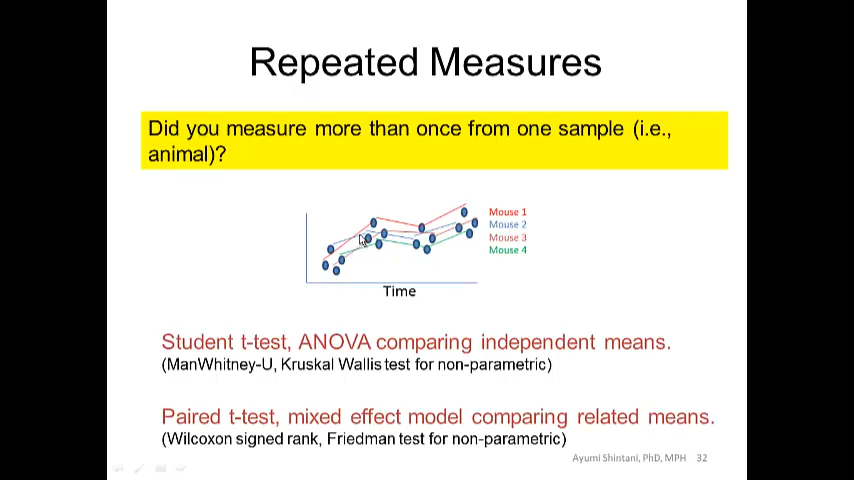 Repeated Measures
Did you measure more than once from one sample (i.e.,
animal)?
Mouse 1
Mouse 2
Mouse 3
Mouse 4
Time
Student t-test, ANOVA comparing independent means.
(ManWhitney-U, Kruskal Wallis test for non-parametric)
Paired t-test, mixed effect model comparing related means.
(Wilcoxon signed rank, Friedman test for non-parametric)
Ayumi Shintani, PhD, MPH 32